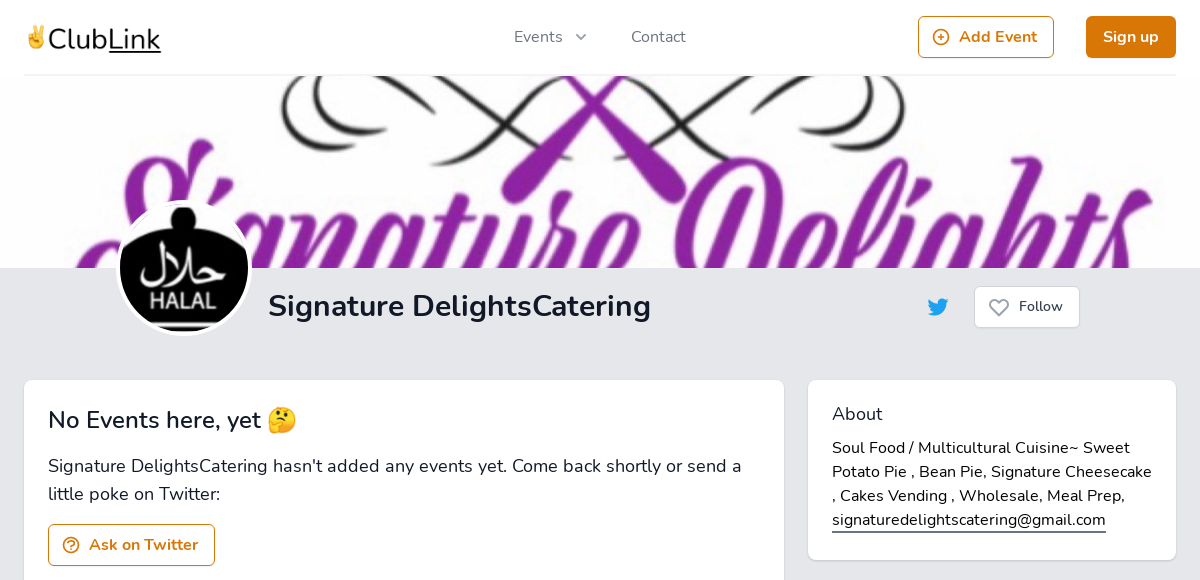 ✌️ClubLink
Events
Contact
Add Event
Sign up
Signature Delights
حلال
HALAL
Signature DelightsCatering
Follow
No Events here, yet 🤔
Signature DelightsCatering hasn't added any events yet. Come back shortly or send a
little poke on Twitter:
Ask on Twitter
About
Soul Food / Multicultural Cuisine~ Sweet
Potato Pie , Bean Pie, Signature Cheesecake
, Cakes Vending , Wholesale, Meal Prep,
signaturedelightscatering@gmail.com